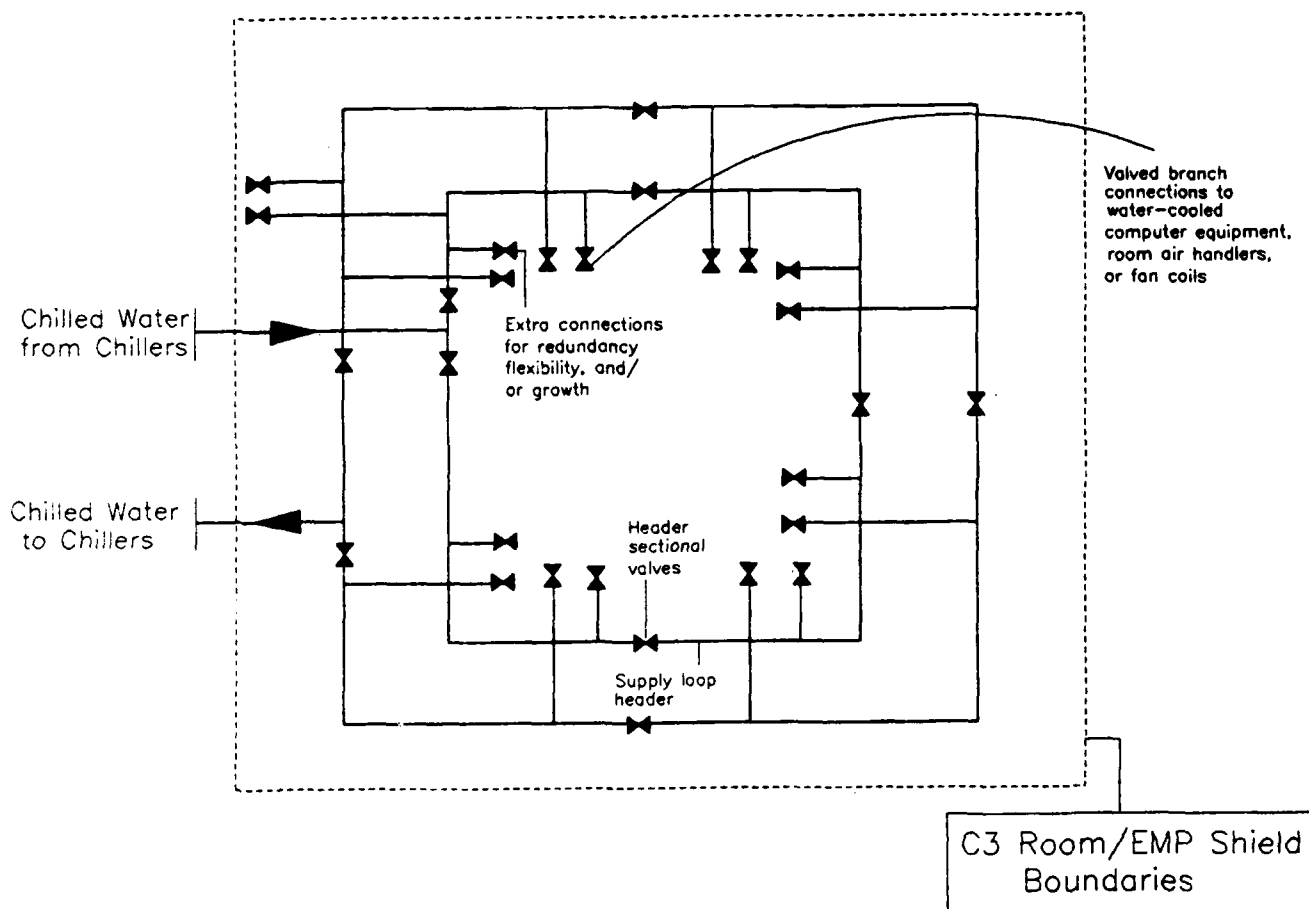 Valved branch
connections to
water-cooled
computer equipment,
room air handlers,
or fan coils
Chilled Water
from Chillers
Extra connections
for redundancy
flexibility, and/
or growth
Chilled Water
to Chillers
Header
sectional
valves
Supply loop
header
C3 Room/EMP Shield
Boundaries